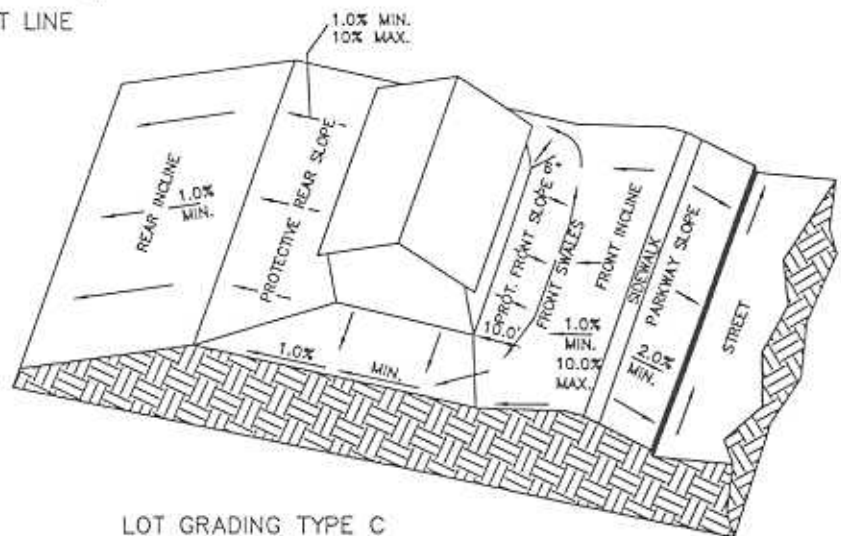 T LINE
1.0% MIN.
10% MAX.
REAR INCLINE
1.0%
MIN.
PROTECTIVE REAR SLOPE
PROT. FRONT SLOPE 6"
10.0'
FRONT SWALES
FRONT INCLINE
1.0%
MIN.
10.0%
MAX.
SIDEWALK
PARKWAY SLOPE
2.0%
MIN.
STREET
1.0% MIN.
LOT GRADING TYPE C